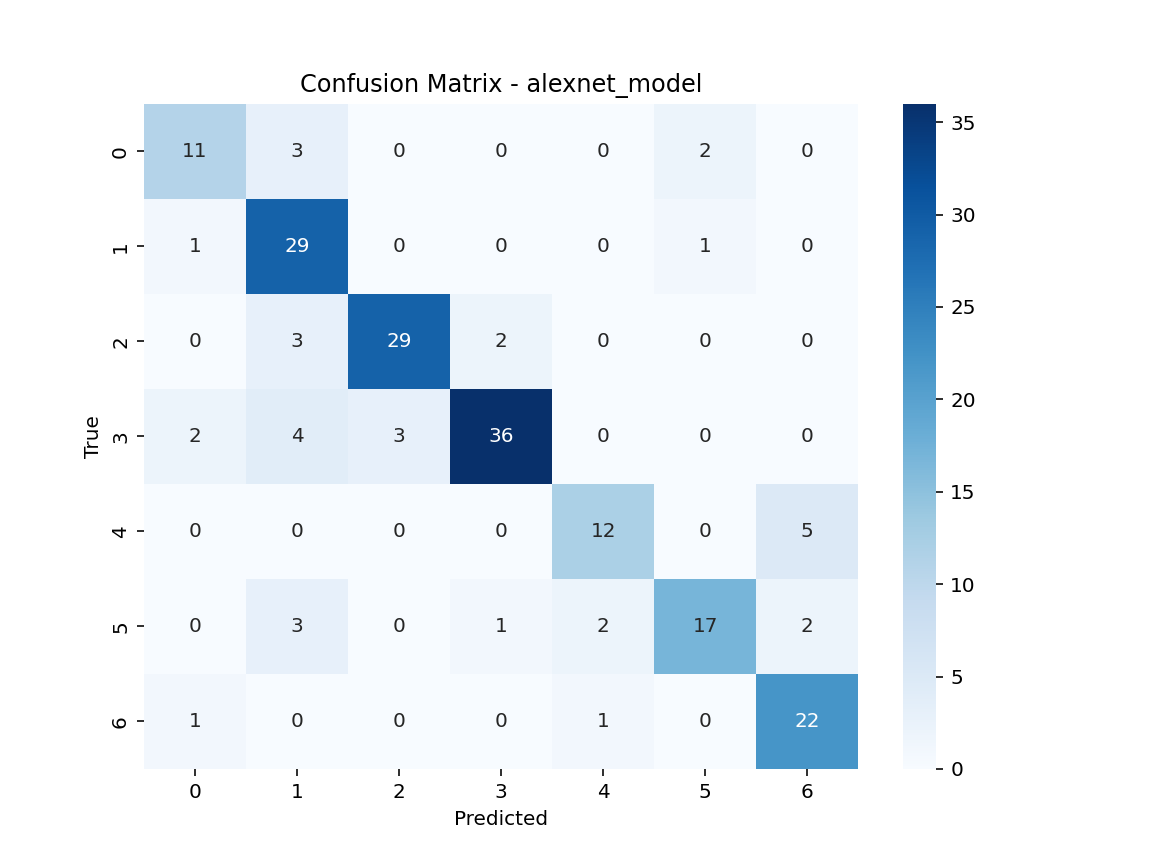 Confusion Matrix - alexnet_model
0 11 3 0 0 0 2 0
1 1 29 0 0 0 1 0
2 0 3 29 2 0 0 0
3 2 4 3 36 0 0 0
4 0 0 0 0 12 0 5
5 0 3 0 1 2 17 2
6 1 0 0 0 1 0 22
0 1 2 3 4 5 6
True
Predicted
35
30
25
20
15
10
5
0